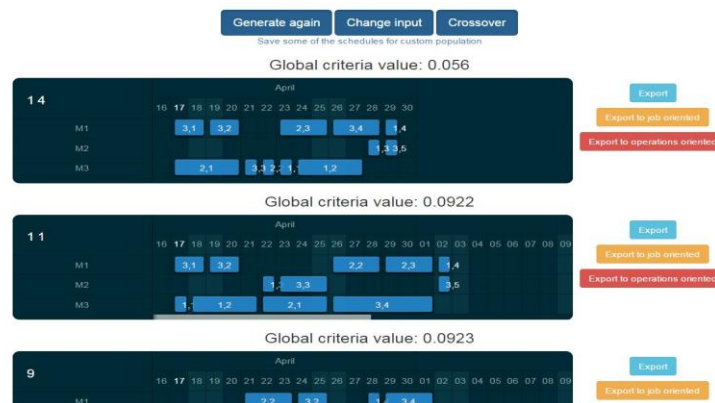 Generate again Change input Crossover
Save some of the schedules for custom population
Global criteria value: 0.056
14
April
16 17 18 19 20 21 22 23 24 25 26 27 28 29 30
M1 3,1 3,2 2,3 3,4 1,4
M2 1,3 3,5
M3 2,1 3,3 2,2 1,1 1,2
Export
Export to job oriented
Export to operations oriented
Global criteria value: 0.0922
11
April
16 17 18 19 20 21 22 23 24 25 26 27 28 29 30 01 02 03 04 05 06 07 08 09
M1 3,1 3,2 2,2 2,3 1,4
M2 3,3 3,5
M3 1,2 2,1 3,4
Export
Export to job oriented
Export to operations oriented
Global criteria value: 0.0923
9
April
16 17 18 19 20 21 22 23 24 25 26 27 28 29 30 01 02 03 04 05 06 07 08 09
M1 2,2 3,2 3,4
Export
Export to job oriented